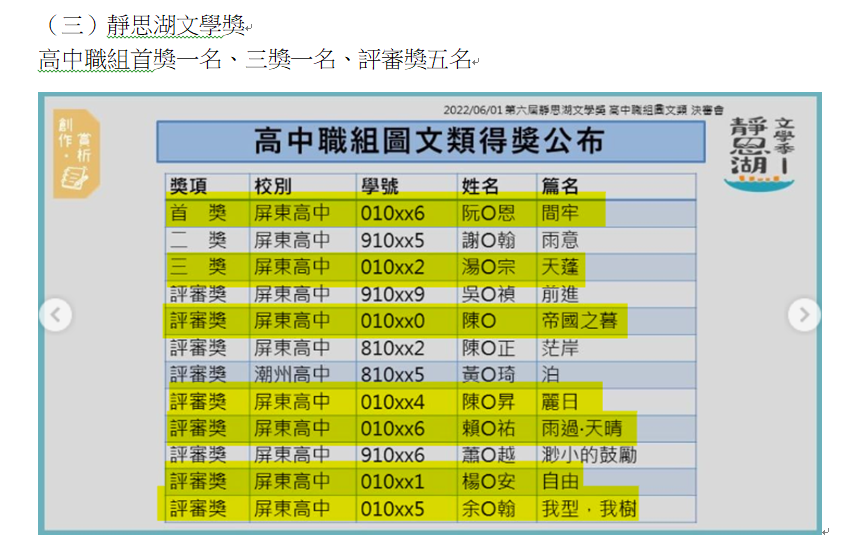 （三）靜思湖文學獎
高中職組首獎一名、三獎一名、評審獎五名
2022/06/01 第六屆靜思湖文學獎 高中職組圖文類 決審會
創作・賞析
高中職組圖文類得獎公布
靜思湖文學季
獎項 校別 學號 姓名 篇名
首 獎 屏東高中 010xx6 阮O恩 間牢
二 獎 屏東高中 910xx5 謝O翰 雨意
三 獎 屏東高中 010xx2 湯O宗 天蓬
評審獎 屏東高中 910xx9 吳O禎 前進
評審獎 屏東高中 010xx0 陳O 帝國之暮
評審獎 屏東高中 810xx2 陳O正 茫岸
評審獎 潮州高中 810xx5 黃O琦 泊
評審獎 屏東高中 010xx4 陳O昇 麗日
評審獎 屏東高中 010xx6 賴O祐 雨過·天晴
評審獎 屏東高中 910xx6 蕭O越 渺小的鼓勵
評審獎 屏東高中 010xx1 楊O安 自由
評審獎 屏東高中 010xx5 余O翰 我型，我樹